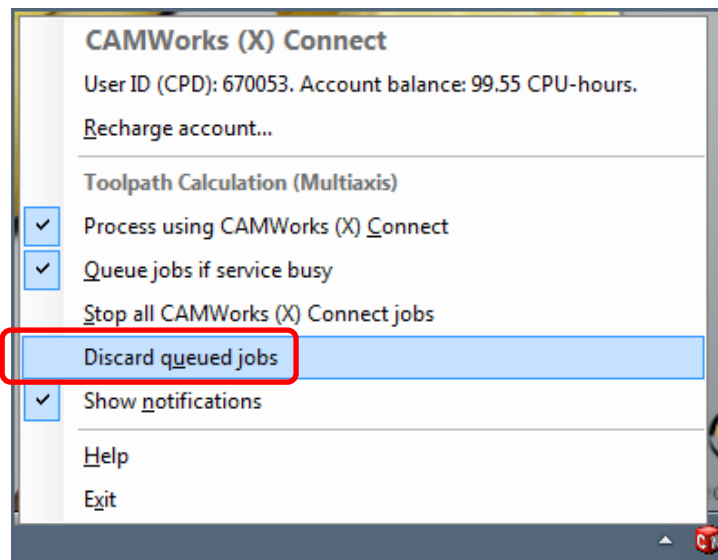 CAMWorks (X) Connect
User ID (CPD): 670053. Account balance: 99.55 CPU-hours.
Recharge account...
Toolpath Calculation (Multiaxis)
Process using CAMWorks (X) Connect
Queue jobs if service busy
Stop all CAMWorks (X) Connect jobs
Discard queued jobs
Show notifications
Help
Exit